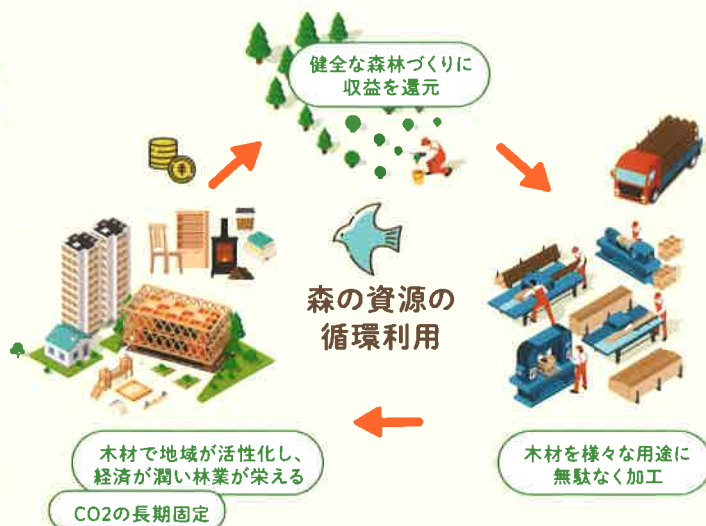 健全な森林づくりに
収益を還元
森の資源の
循環利用
木材で地域が活性化し、
経済が潤い林業が栄える
CO2の長期固定
木材を様々な用途に
無駄なく加工